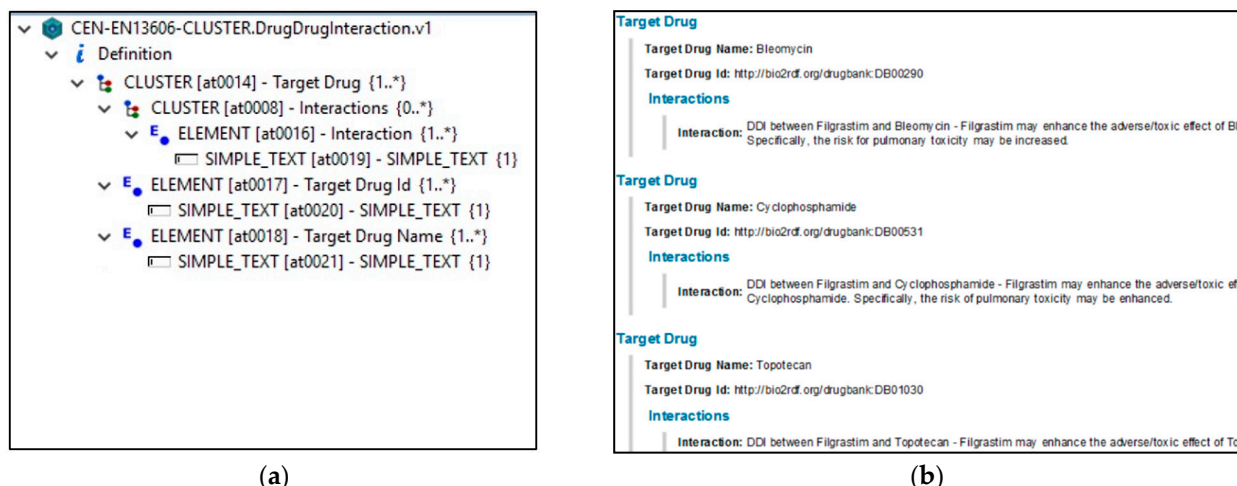 CEN-EN13606-CLUSTER.DrugDrugInteraction.v1
Definition
CLUSTER [at0014] - Target Drug {1..*}
CLUSTER [at0008] - Interactions {0..*}
ELEMENT [at0016] - Interaction {1..*}
SIMPLE_TEXT [at0019] - SIMPLE_TEXT {1}
ELEMENT [at0017] - Target Drug Id {1..*}
SIMPLE_TEXT [at0020] - SIMPLE_TEXT {1}
ELEMENT [at0018] - Target Drug Name {1..*}
SIMPLE_TEXT [at0021] - SIMPLE_TEXT {1}
(a)
Target Drug
Target Drug Name: Bleomycin
Target Drug Id: http://bio2rdf.org/drugbank:DB00290
Interactions
Interaction: DDI between Filgrastim and Bleomycin - Filgrastim may enhance the adverse/toxic effect of
Specifically, the risk for pulmonary toxicity may be increased.
Target Drug
Target Drug Name: Cyclophosphamide
Target Drug Id: http://bio2rdf.org/drugbank:DB00531
Interactions
Interaction: DDI between Filgrastim and Cyclophosphamide - Filgrastim may enhance the adverse/toxic
Cyclophosphamide. Specifically, the risk of pulmonary toxicity may be enhanced.
Target Drug
Target Drug Name: Topotecan
Target Drug Id: http://bio2rdf.org/drugbank:DB01030
Interactions
Interaction: DDI between Filgrastim and Topotecan - Filgrastim may enhance the adverse/toxic effect of
(b)